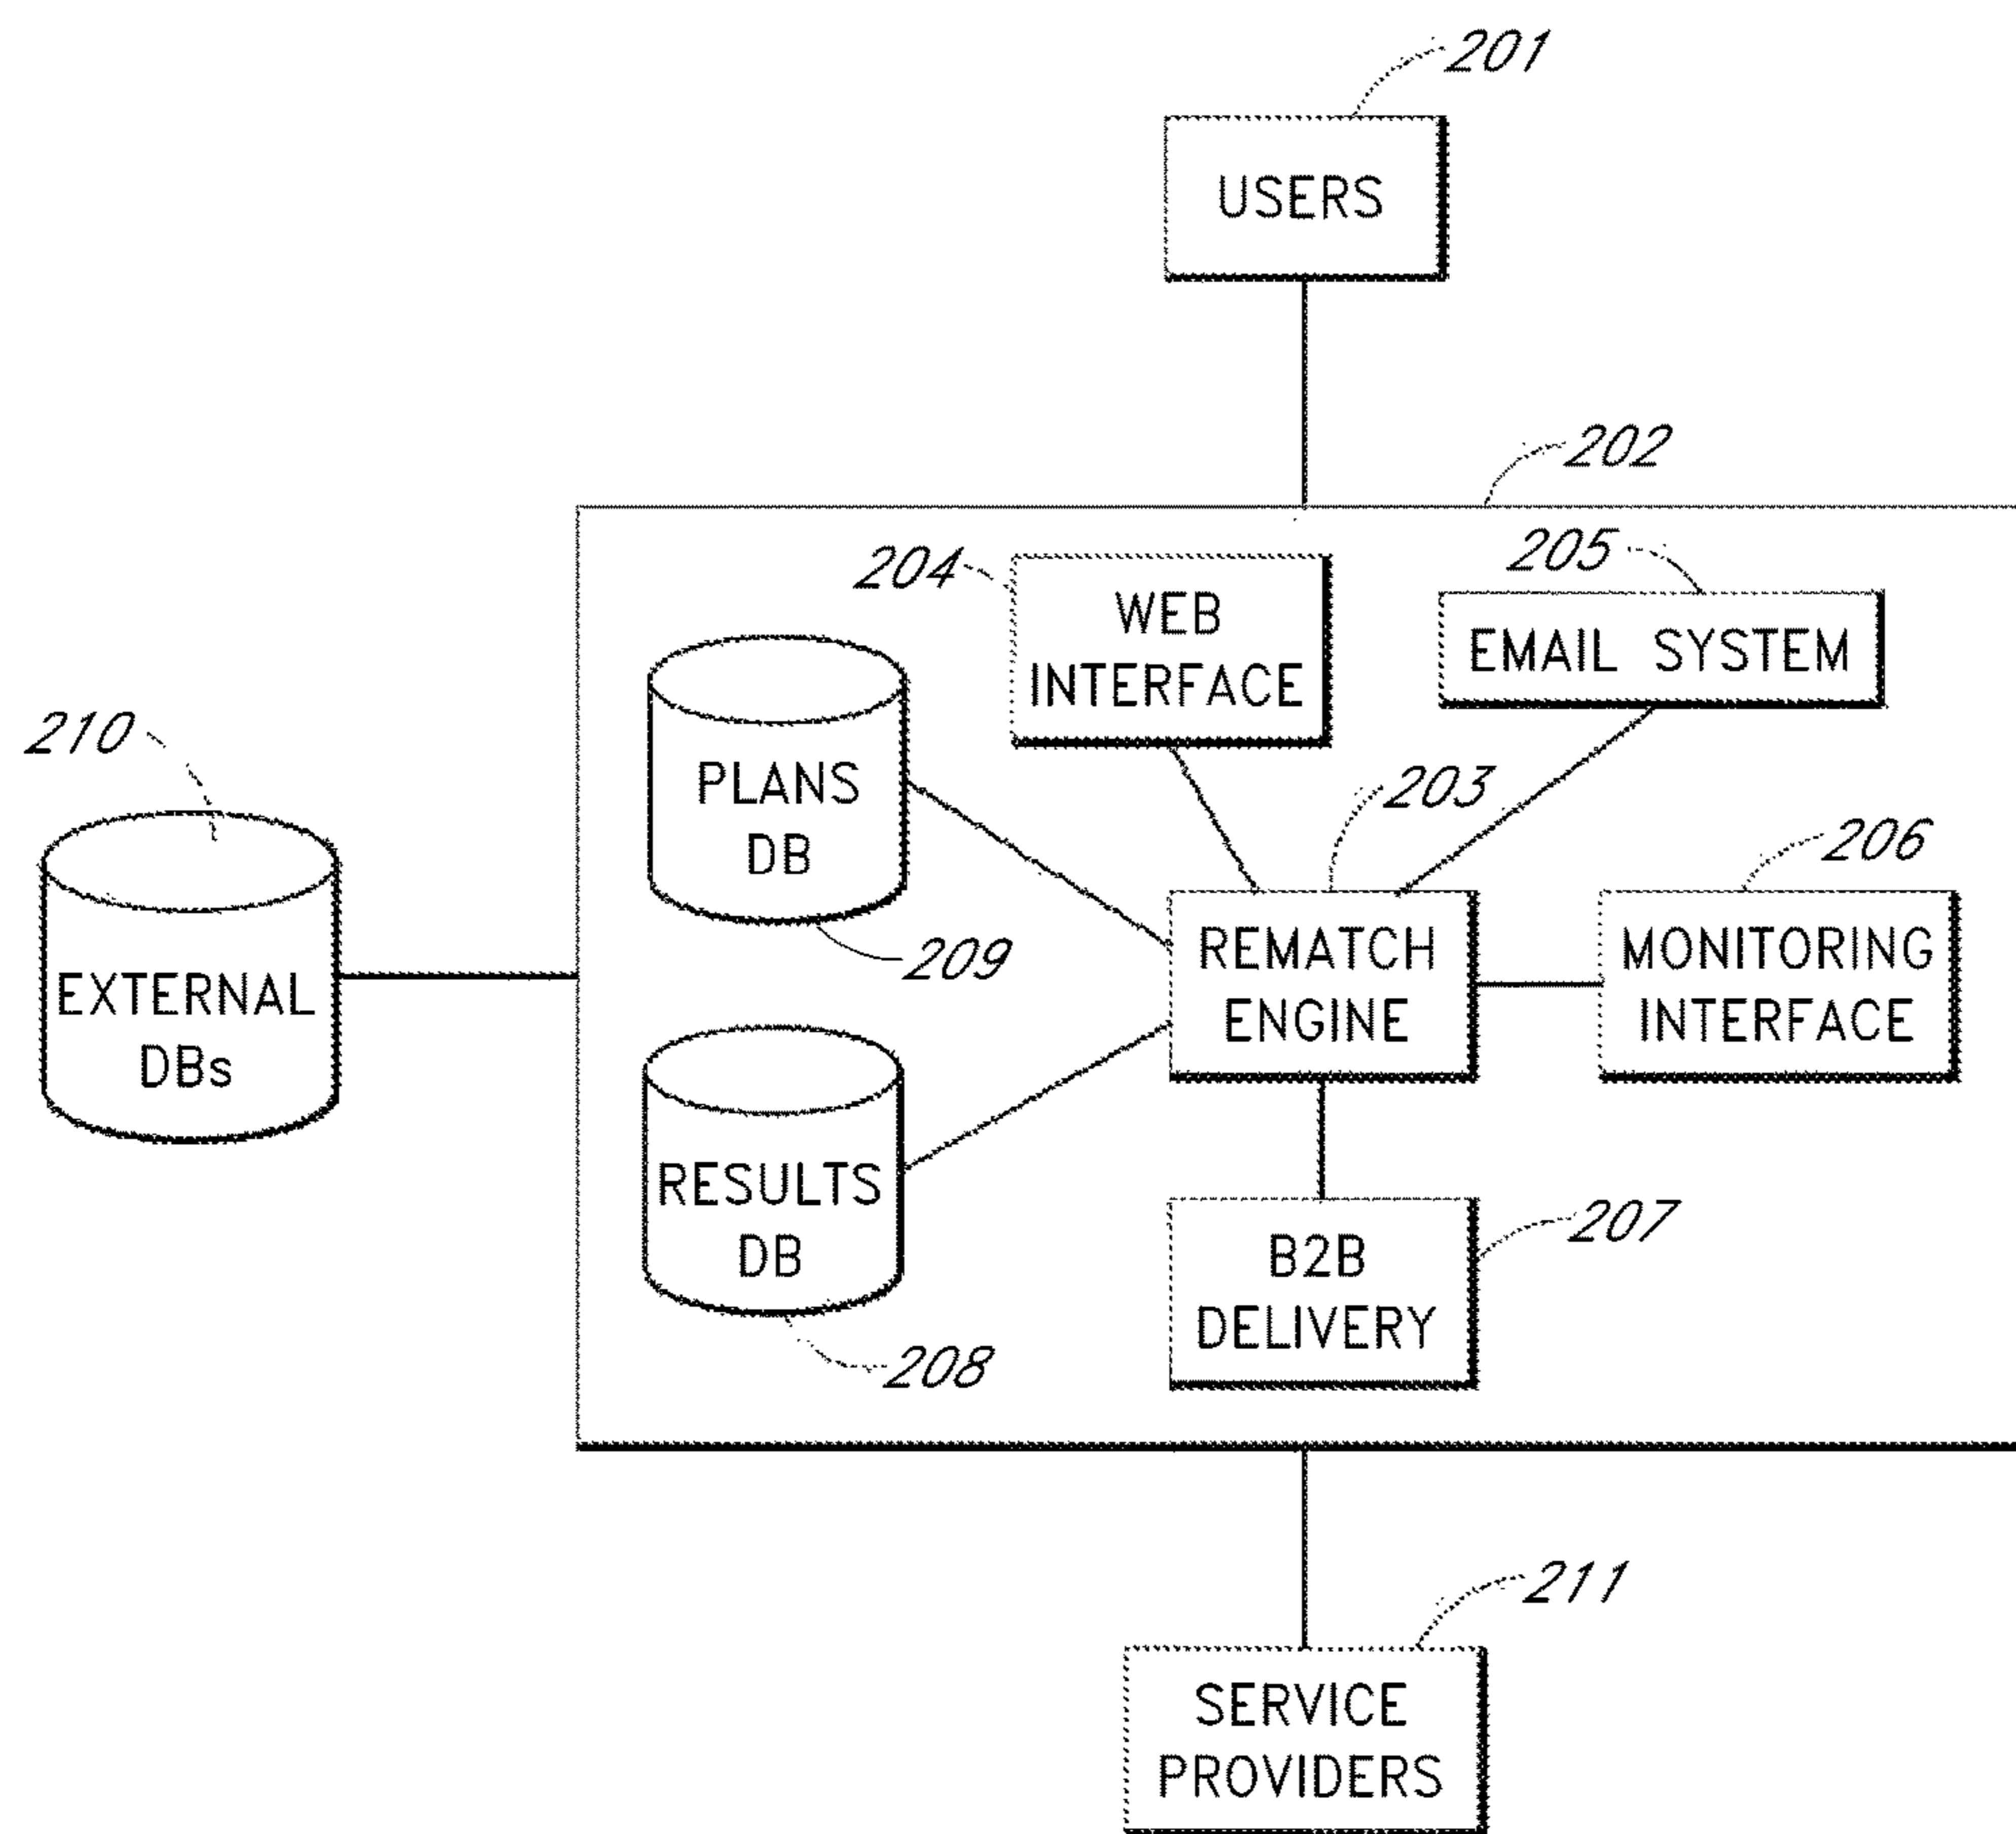 201
USERS
202
204
WEB
INTERFACE
205
EMAIL SYSTEM
210
EXTERNAL
DBs
PLANS
DB
209
203
REMATCH
ENGINE
206
MONITORING
INTERFACE
RESULTS
DB
208
B2B
DELIVERY
207
211
SERVICE
PROVIDERS